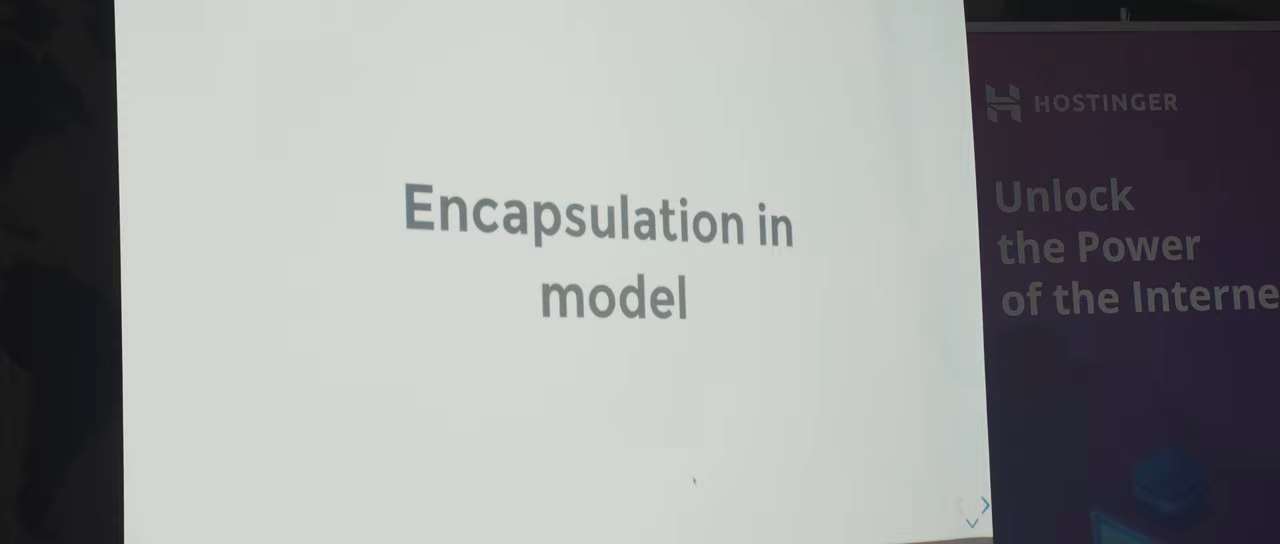 Encapsulation in
model
HOSTINGER
Unlock
the Power
of the Interne